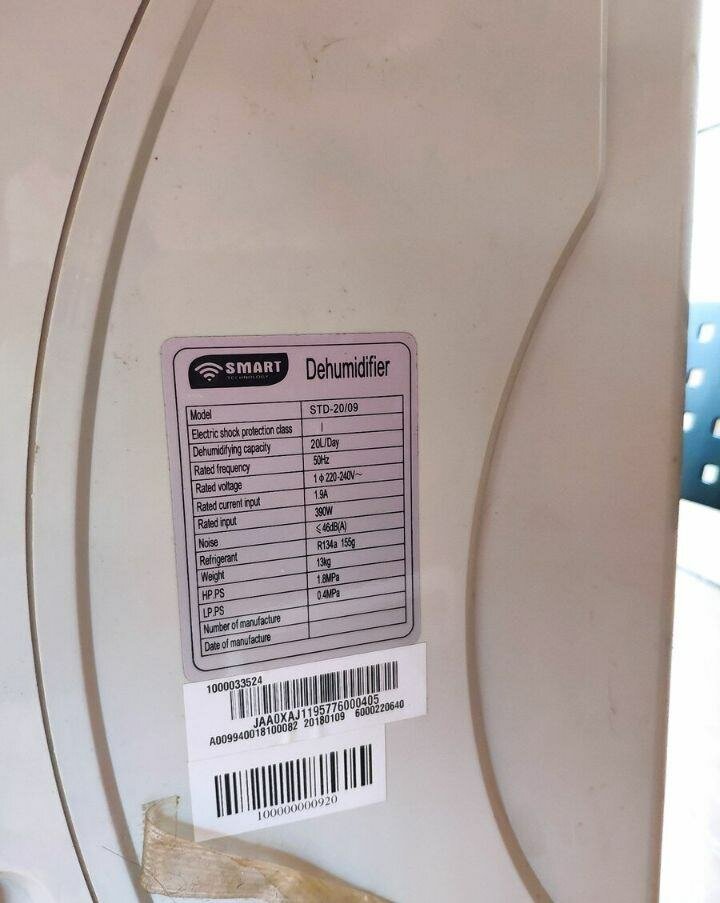 SMART
TECHNOLOGY
Dehumidifier
Model STD-20/09
Electric shock protection class I
Dehumidifying capacity 20L/Day
Rated frequency 50Hz
Rated voltage 1ϕ220-240V~
Rated current input 1.9A
Rated input 390W
Noise ≤46dB(A)
Refrigerant R134a 155g
Weight 13kg
HP.PS 1.8MPa
LP.PS 0.4MPa
Number of manufacture
Date of manufacture
1000033524
JAA0XAJ1195776000405
A009940018100082 20180109 6000220640
100000000920